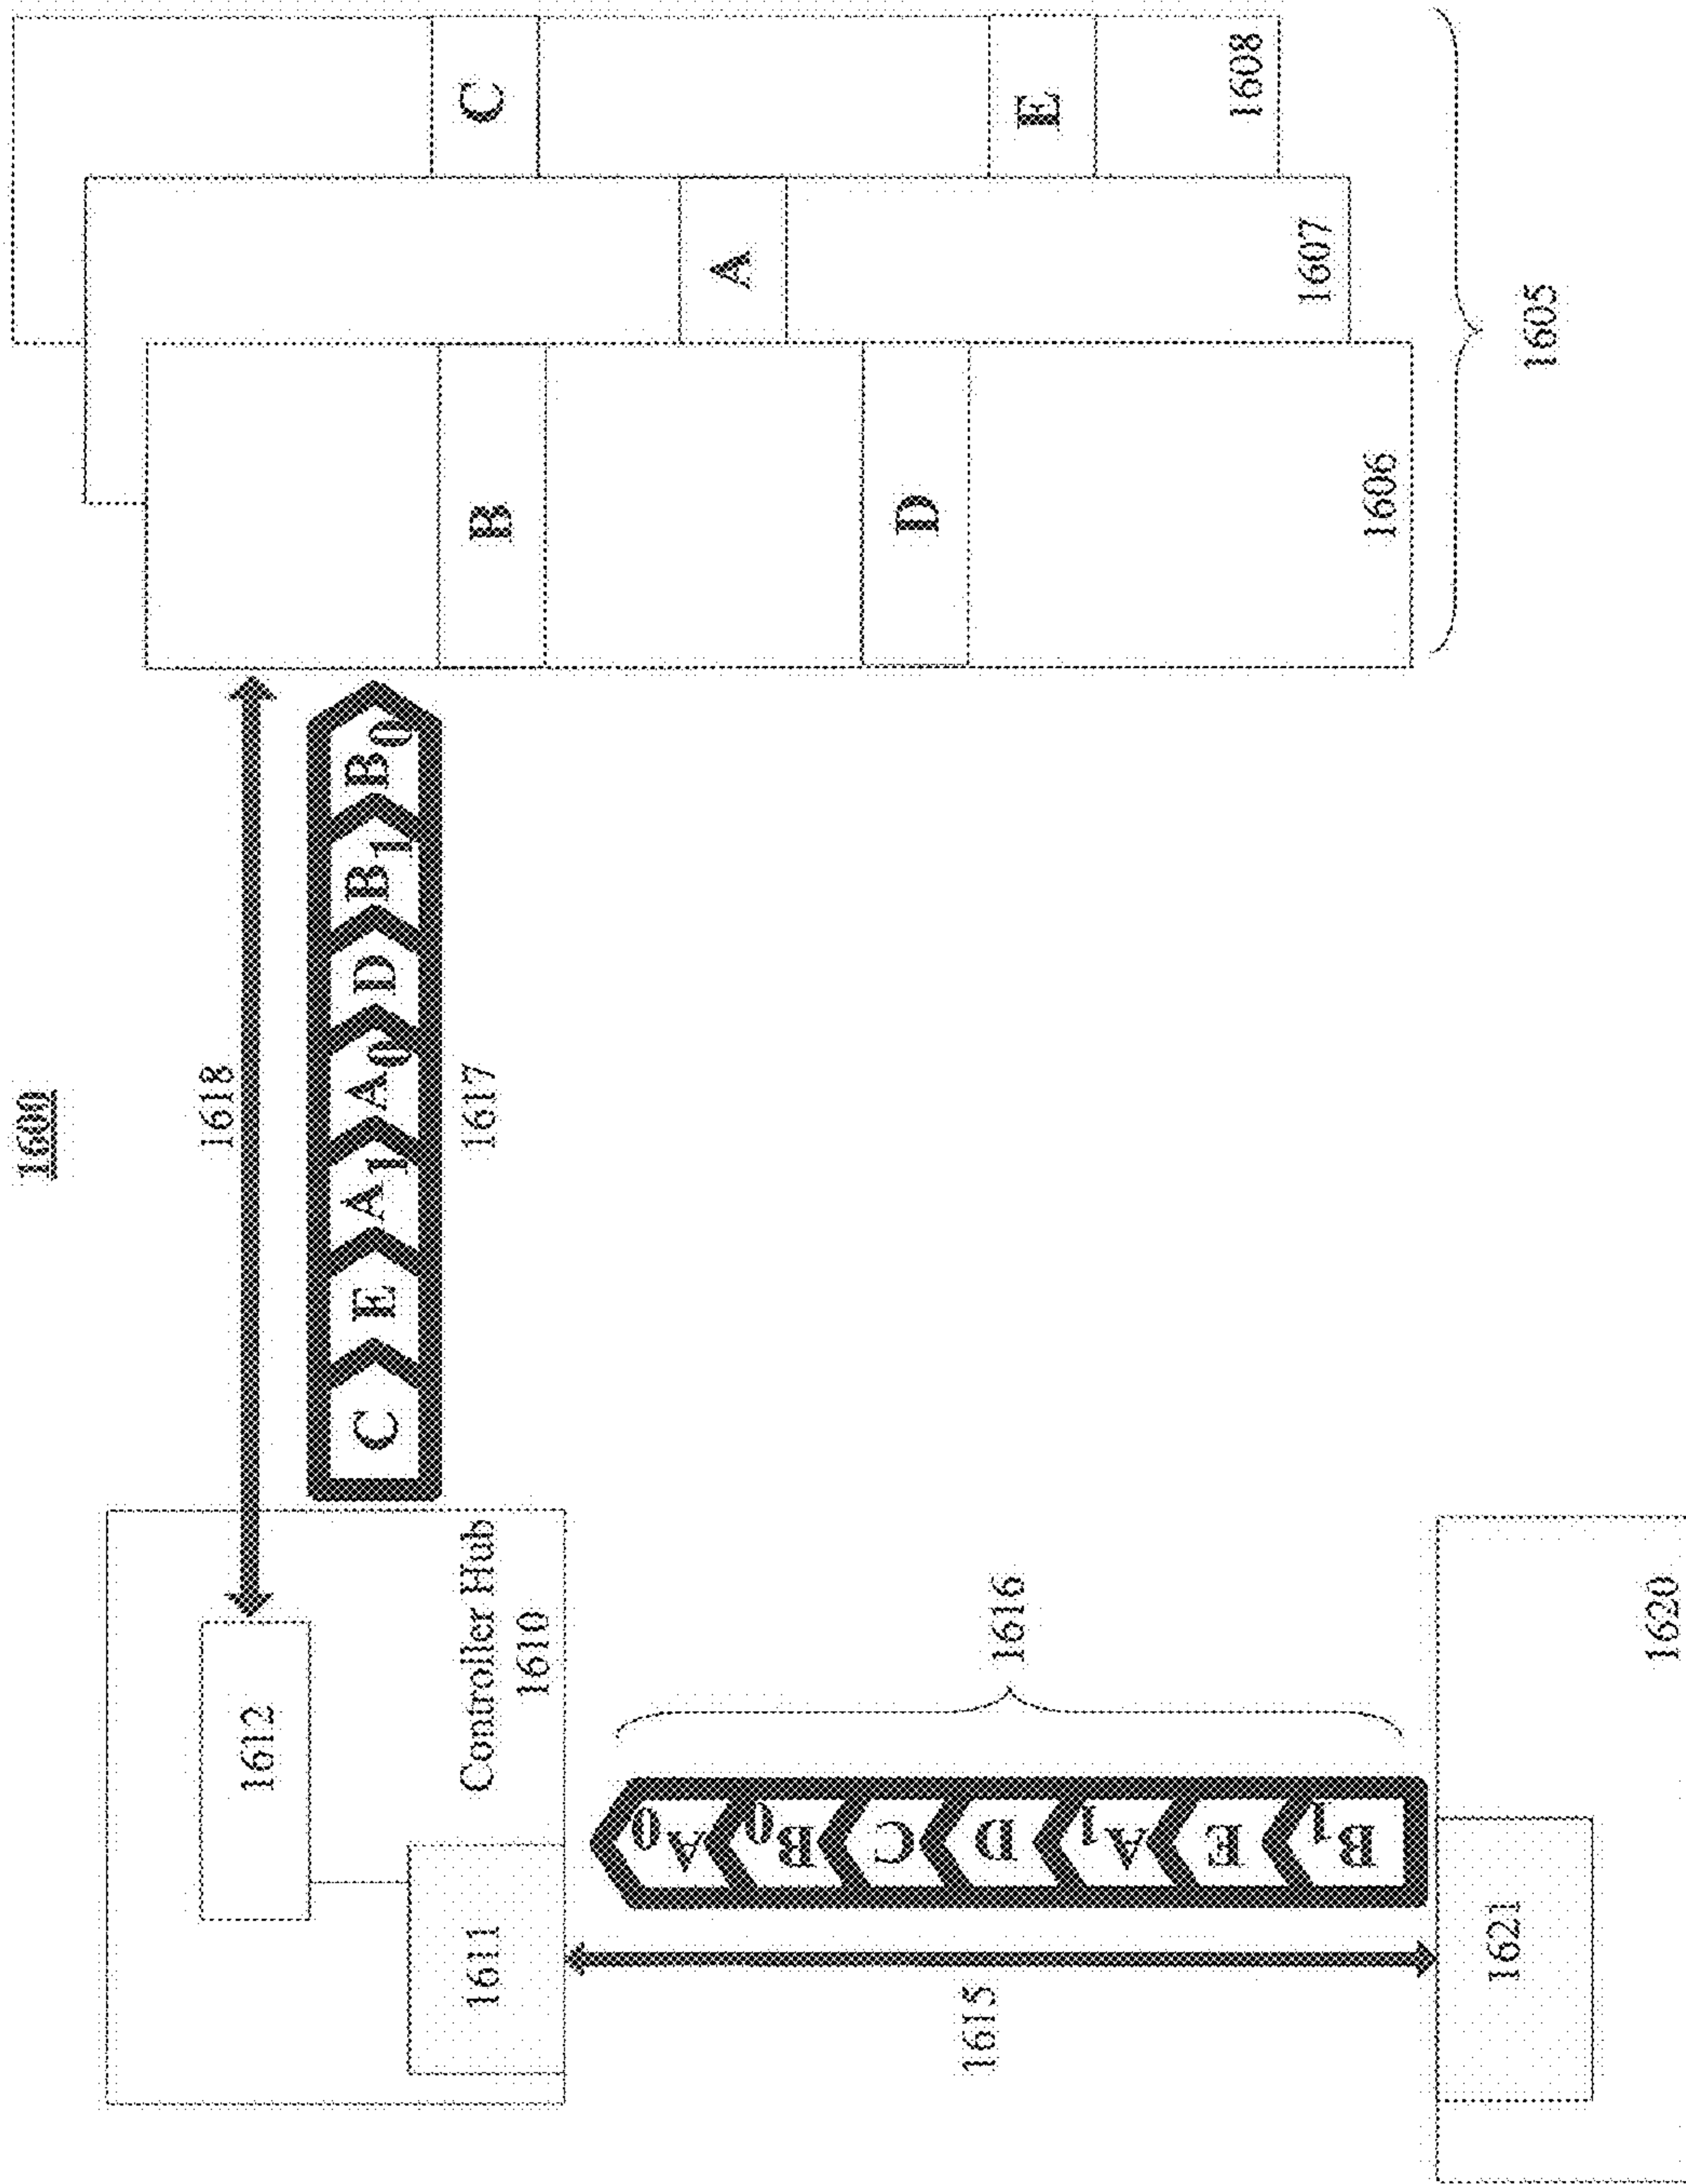 1600
1618
1612
C E A1 A0 D B1 B0
1617
Controller Hub
1610
1611
A0
B0
C
D
A1
E
B1
1615
1616
1621
1620
B
D
1606
A
1607
C
E
1608
1605